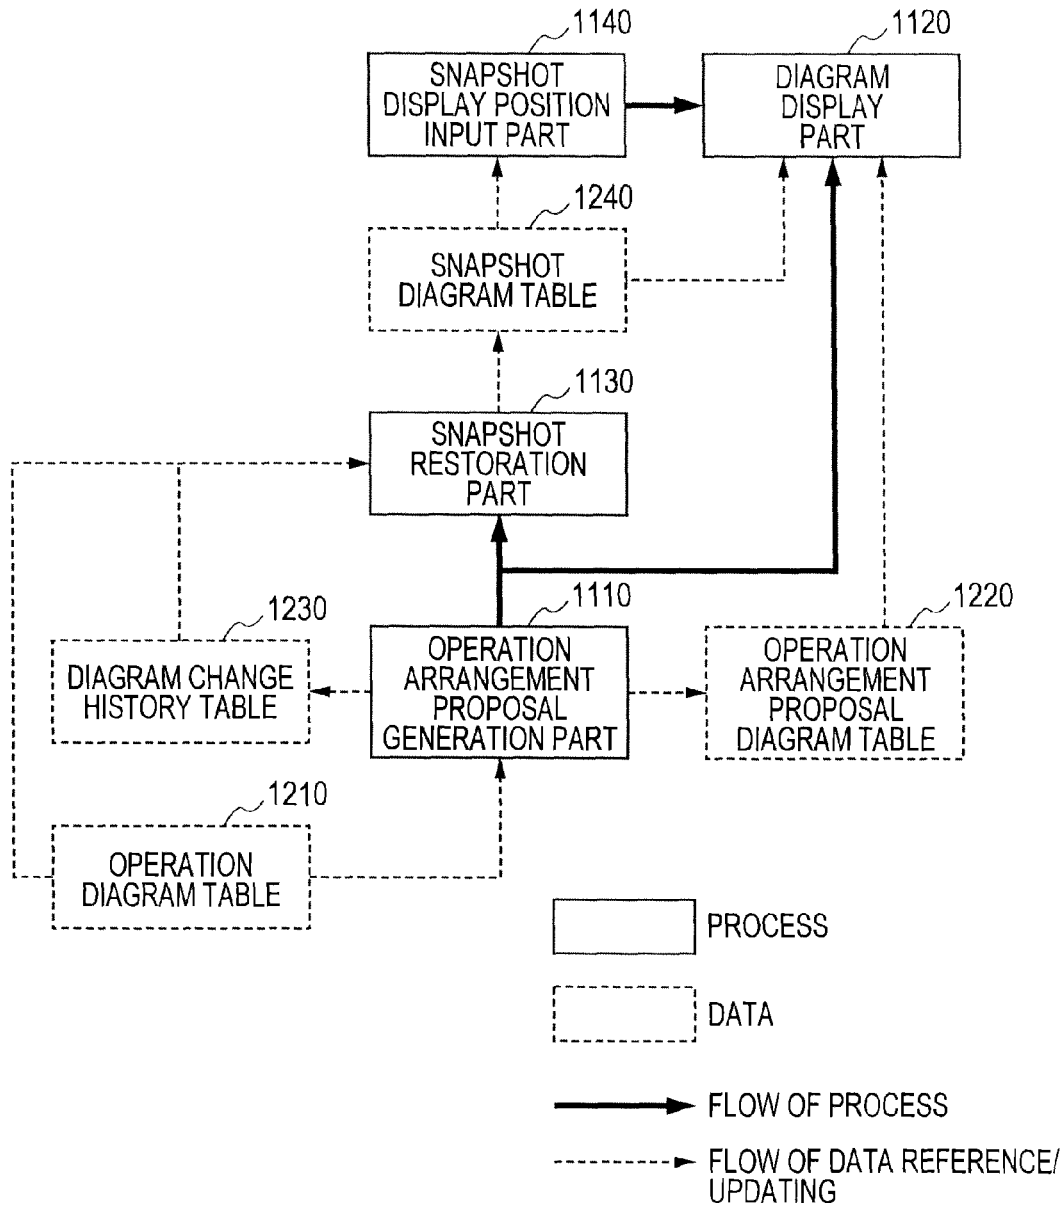 1140
SNAPSHOT
DISPLAY POSITION
INPUT PART
1120
DIAGRAM
DISPLAY
PART
1240
SNAPSHOT
DIAGRAM TABLE
1130
SNAPSHOT
RESTORATION
PART
1230
DIAGRAM CHANGE
HISTORY TABLE
1110
OPERATION
ARRANGEMENT
PROPOSAL
GENERATION PART
1220
OPERATION
ARRANGEMENT
PROPOSAL
DIAGRAM TABLE
1210
OPERATION
DIAGRAM TABLE
PROCESS
DATA
FLOW OF PROCESS
FLOW OF DATA REFERENCE/
UPDATING